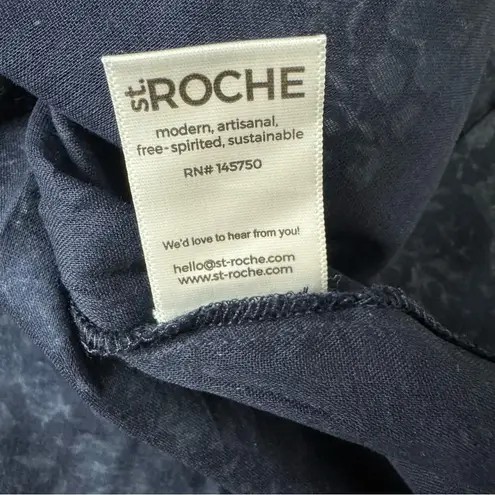 st.ROCHE
modern, artisanal,
free-spirited, sustainable
RN# 145750
We'd love to hear from you!
hello@st-roche.com
www.st-roche.com